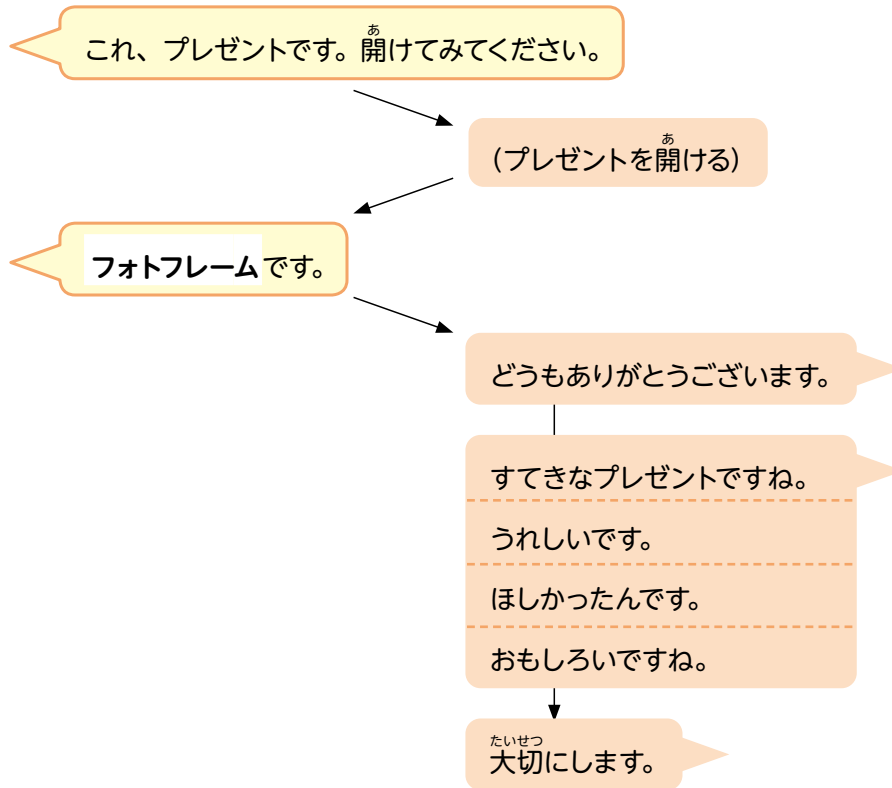 これ、プレゼントです。開けてみてください。
(プレゼントを開ける)
フォトフレームです。
どうもありがとうございます。
すてきなプレゼントですね。
うれしいです。
ほしかったんです。
おもしろいですね。
大切にします。